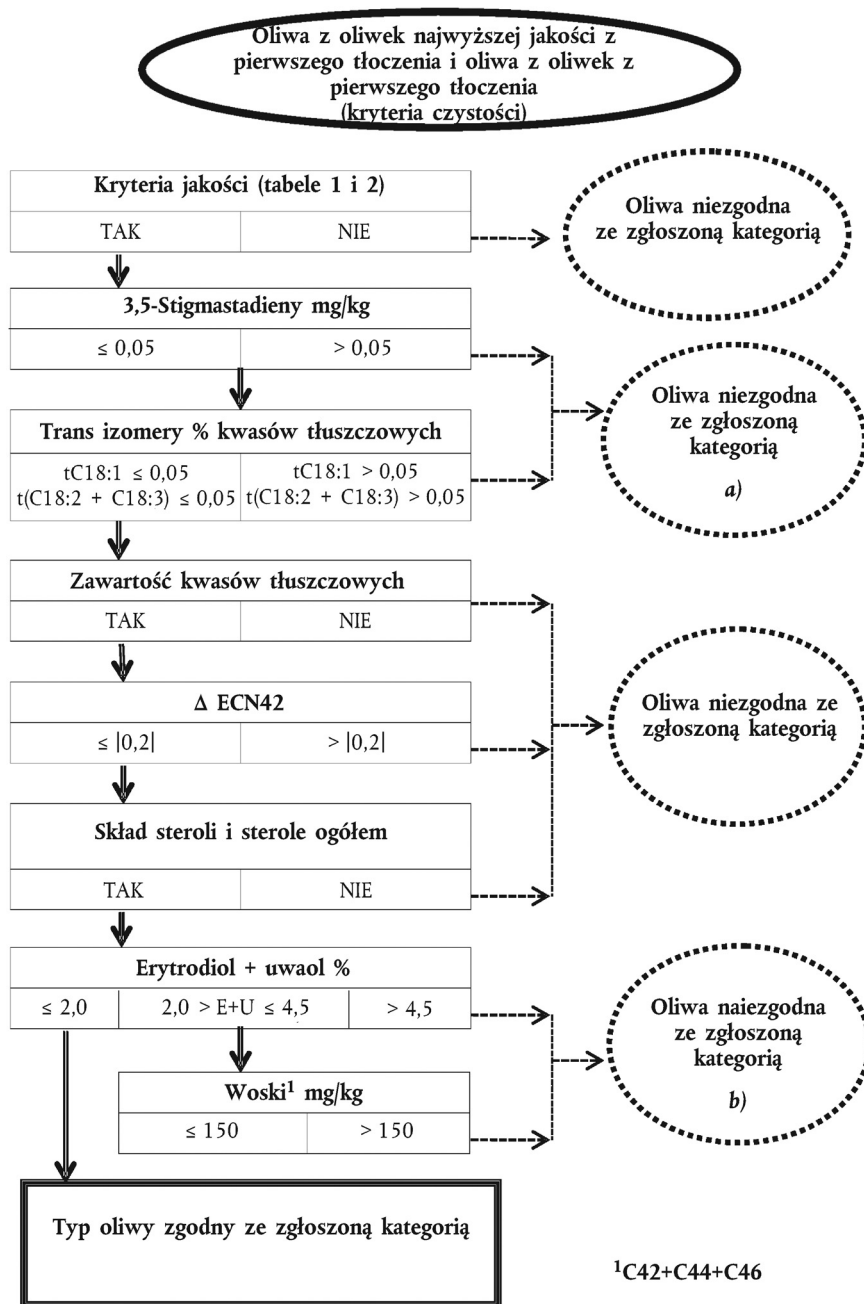 Oliwa z oliwek najwyższej jakości z
pierwszego tłoczenia i oliwa z oliwek z
pierwszego tłoczenia
(kryteria czystości)
Kryteria jakości (tabele 1 i 2)
TAK NIE
Oliwa niezgodna
ze zgłoszoną kategorią
3,5-Stigmastadieny mg/kg
≤ 0,05 > 0,05
Oliwa niezgodna
ze zgłoszoną
kategorią
a)
Trans izomery % kwasów tłuszczowych
tC18:1 ≤ 0,05 tC18:1 > 0,05
t(C18:2 + C18:3) ≤ 0,05 t(C18:2 + C18:3) > 0,05
Zawartość kwasów tłuszczowych
TAK NIE
Δ ECN42
≤ |0,2| > |0,2|
Oliwa niezgodna ze
zgłoszoną kategorią
Skład steroli i sterole ogółem
TAK NIE
Erytrodiol + uwaol %
≤ 2,0 2,0 > E+U ≤ 4,5 > 4,5
Oliwa naiezgodna
ze zgłoszoną
kategorią
b)
Woski¹ mg/kg
≤ 150 > 150
Typ oliwy zgodny ze zgłoszoną kategorią
¹C42+C44+C46